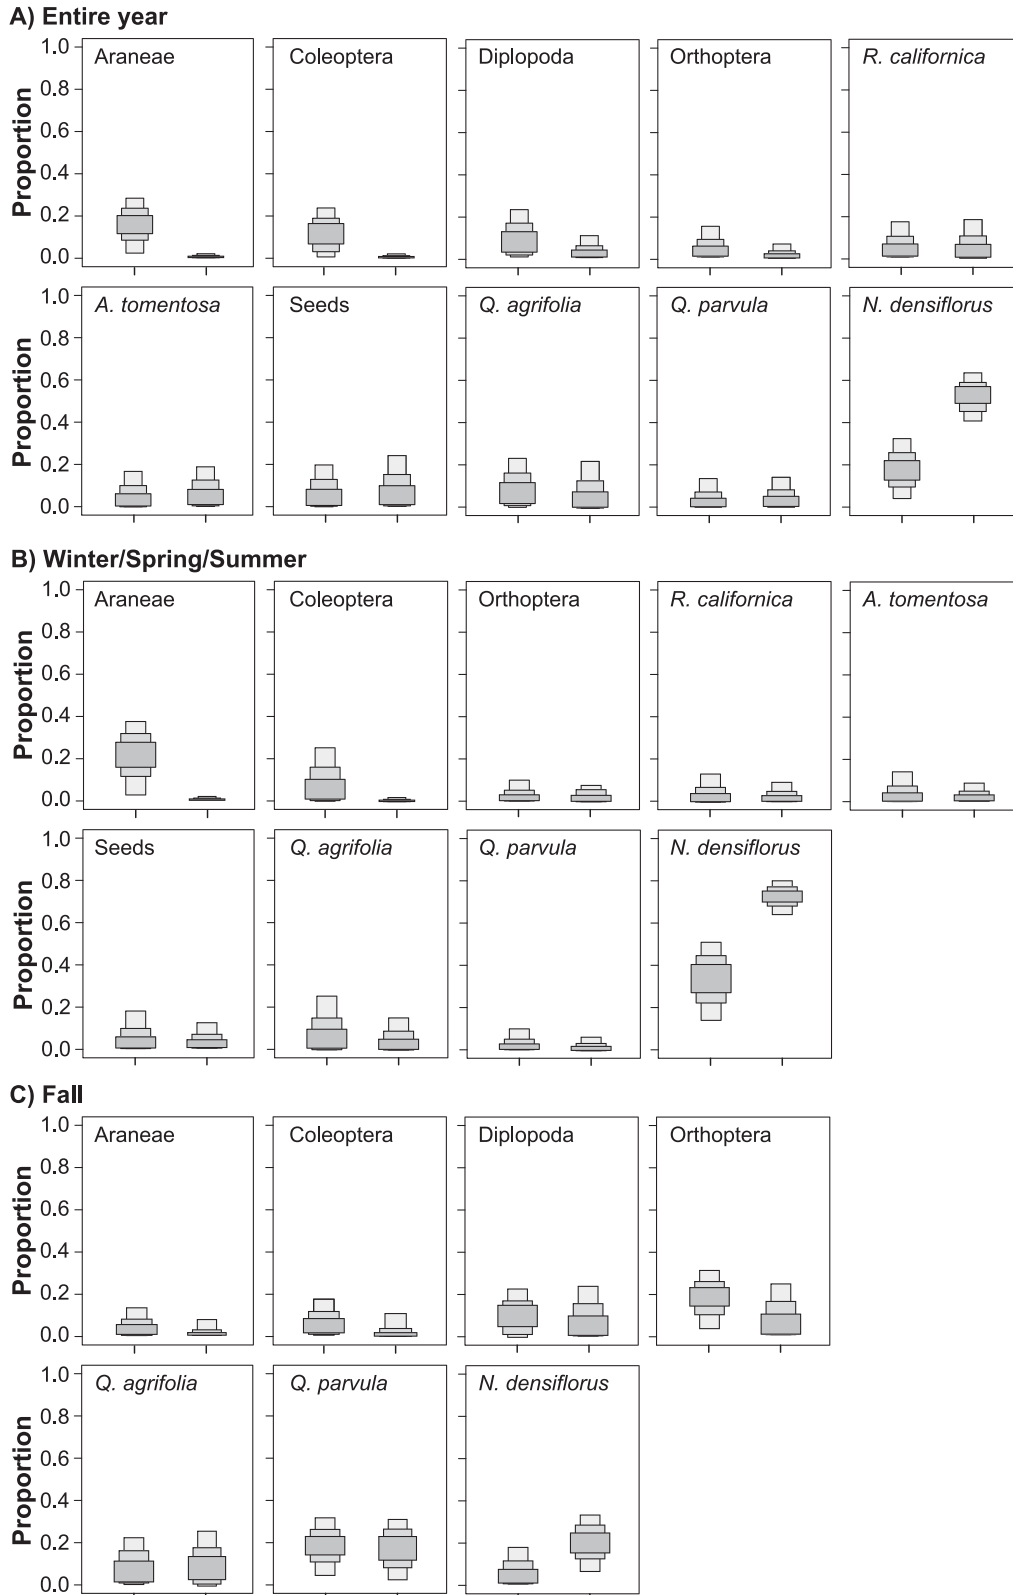 A) Entire year
Proportion
1.0
0.8
0.6
0.4
0.2
0.0
Araneae
Coleoptera
Diplopoda
Orthoptera
R. californica
Proportion
1.0
0.8
0.6
0.4
0.2
0.0
A. tomentosa
Seeds
Q. agrifolia
Q. parvula
N. densiflorus
B) Winter/Spring/Summer
Proportion
1.0
0.8
0.6
0.4
0.2
0.0
Araneae
Coleoptera
Orthoptera
R. californica
A. tomentosa
Proportion
1.0
0.8
0.6
0.4
0.2
0.0
Seeds
Q. agrifolia
Q. parvula
N. densiflorus
C) Fall
Proportion
1.0
0.8
0.6
0.4
0.2
0.0
Araneae
Coleoptera
Diplopoda
Orthoptera
Proportion
1.0
0.8
0.6
0.4
0.2
0.0
Q. agrifolia
Q. parvula
N. densiflorus